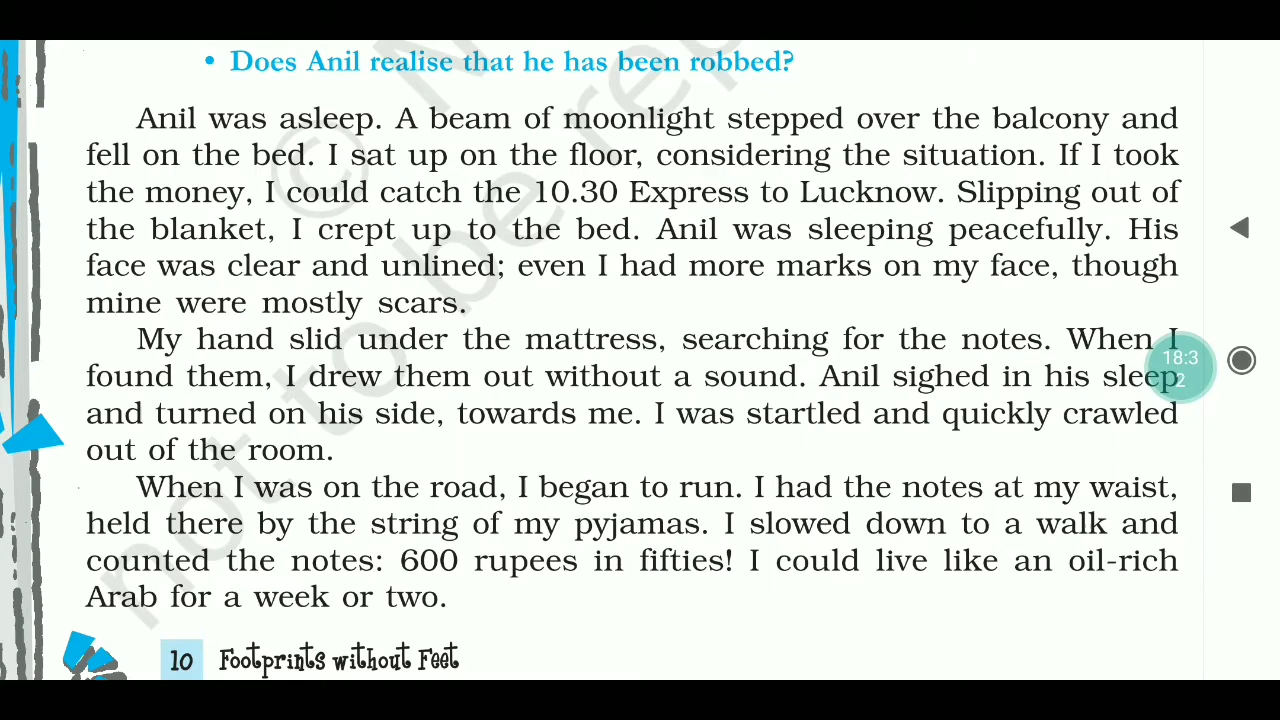 • Does Anil realise that he has been robbed?
Anil was asleep. A beam of moonlight stepped over the balcony and
fell on the bed. I sat up on the floor, considering the situation. If I took
the money, I could catch the 10.30 Express to Lucknow. Slipping out of
the blanket, I crept up to the bed. Anil was sleeping peacefully. His
face was clear and unlined; even I had more marks on my face, though
mine were mostly scars.
My hand slid under the mattress, searching for the notes. When I
found them, I drew them out without a sound. Anil sighed in his sleep
and turned on his side, towards me. I was startled and quickly crawled
out of the room.
When I was on the road, I began to run. I had the notes at my waist,
held there by the string of my pyjamas. I slowed down to a walk and
counted the notes: 600 rupees in fifties! I could live like an oil-rich
Arab for a week or two.
10 Footprints without Feet
18:3
2
© N
not to be rep